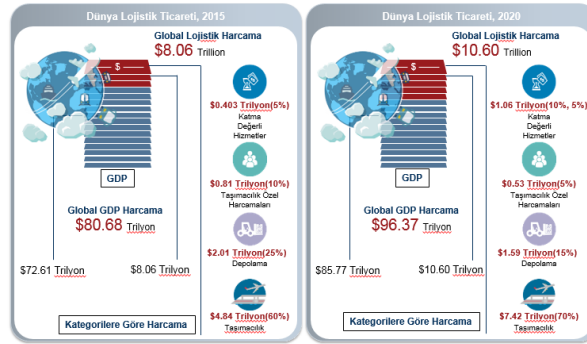 Dünya Lojistik Ticareti, 2015
Global Lojistik Harcama
$8.06 Trillion
$
$0.403 Trilyon(5%)
Katma
Değerli
Hizmetler
GDP
$0.81 Trilyon(10%)
Taşımacılık Özel
Harcamaları
Global GDP Harcama
$80.68 Trilyon
$2.01 Trilyon(25%)
Depolama
$72.61 Trilyon
$8.06 Trilyon
$4.84 Trilyon(60%)
Taşımacılık
Kategorilere Göre Harcama
Dünya Lojistik Ticareti, 2020
Global Lojistik Harcama
$10.60 Trillion
$
$1.06 Trilyon(10%, 5%)
Katma
Değerli
Hizmetler
GDP
$0.53 Trilyon(5%)
Taşımacılık Özel
Harcamaları
Global GDP Harcama
$96.37 Trilyon
$1.59 Trilyon(15%)
Depolama
$85.77 Trilyon
$10.60 Trilyon
$7.42 Trilyon(70%)
Taşımacılık
Kategorilere Göre Harcama